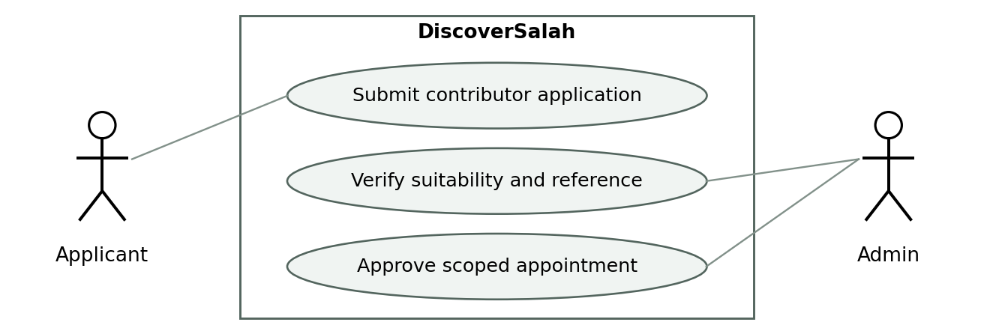 DiscoverSalah
Submit contributor application
Verify suitability and reference
Approve scoped appointment
Applicant
Admin